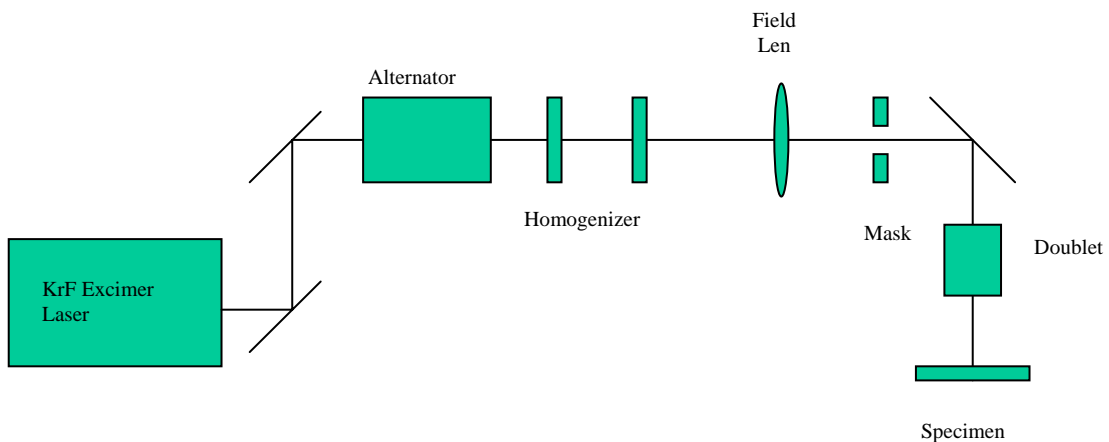 Field
Len
Alternator
Homogenizer
Mask
Doublet
KrF Excimer
Laser
Specimen